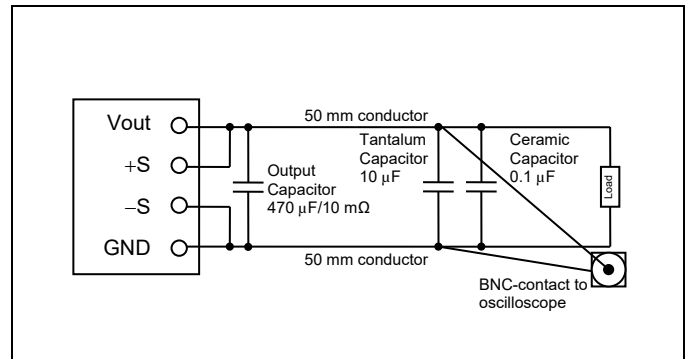 Vout
+S
−S
GND
50 mm conductor
Output
Capacitor
470 µF/10 mΩ
Tantalum
Capacitor
10 µF
Ceramic
Capacitor
0.1 µF
Load
50 mm conductor
BNC-contact to
oscilloscope